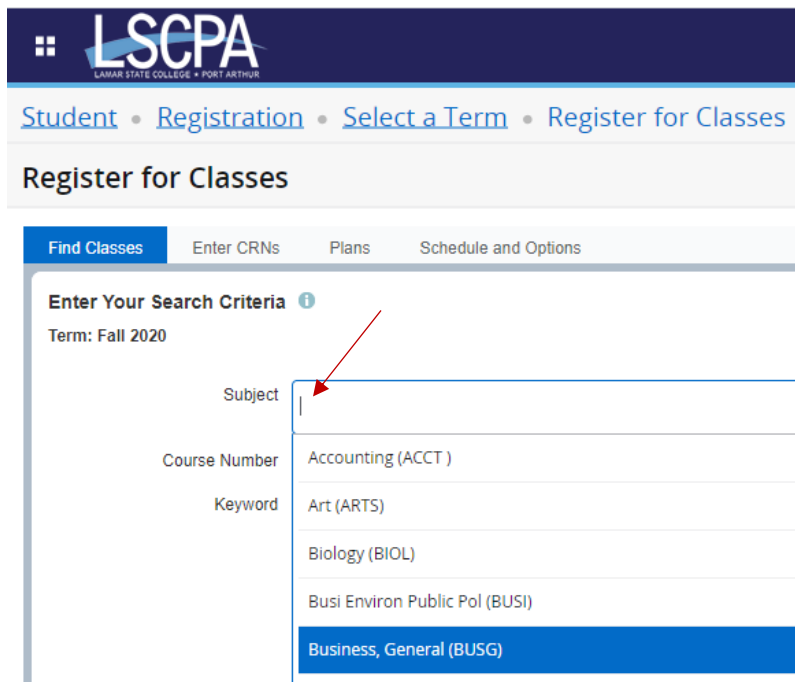 LSCPA
LAMAR STATE COLLEGE • PORT ARTHUR
Student • Registration • Select a Term • Register for Classes
Register for Classes
Find Classes Enter CRNs Plans Schedule and Options
Enter Your Search Criteria
Term: Fall 2020
Subject
Course Number
Keyword
Accounting (ACCT )
Art (ARTS)
Biology (BIOL)
Busi Environ Public Pol (BUSI)
Business, General (BUSG)